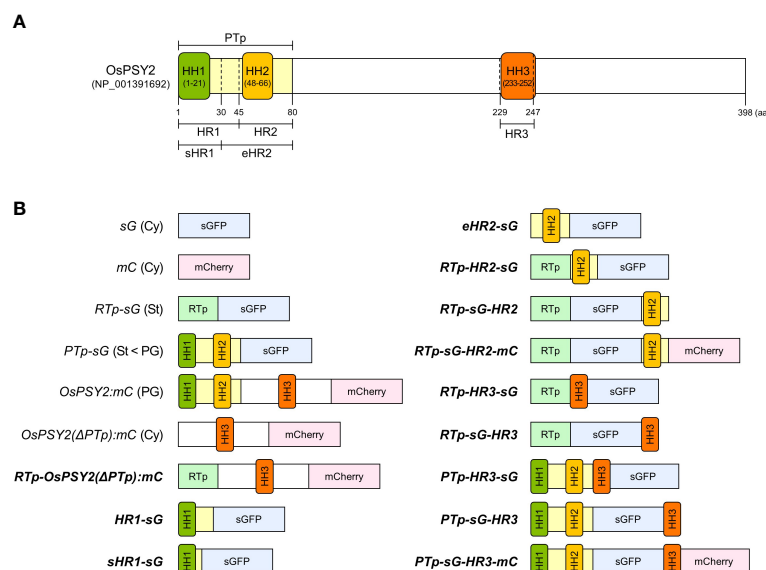 A
PTp
OsPSY2
(NP_001391692)
HH1
(1-21)
HH2
(48-66)
HH3
(233-252)
1 30 45 80 229 247 398 (aa
HR1 HR2 HR3
sHR1 eHR2
B
sG (Cy) sGFP
mC (Cy) mCherry
RTp-sG (St) RTp sGFP
PTp-sG (St < PG) HH1 HH2 sGFP
OsPSY2:mC (PG) HH1 HH2 HH3 mCherry
OsPSY2(ΔPTp):mC (Cy) HH3 mCherry
RTp-OsPSY2(ΔPTp):mC RTp HH3 mCherry
HR1-sG HH1 sGFP
sHR1-sG HH1 sGFP
eHR2-sG HH2 sGFP
RTp-HR2-sG RTp HH2 sGFP
RTp-sG-HR2 RTp sGFP HH2
RTp-sG-HR2-mC RTp sGFP HH2 mCherry
RTp-HR3-sG RTp HH3 sGFP
RTp-sG-HR3 RTp sGFP HH3
PTp-HR3-sG HH1 HH2 HH3 sGFP
PTp-sG-HR3 HH1 HH2 sGFP HH3
PTp-sG-HR3-mC HH1 HH2 sGFP HH3 mCherry